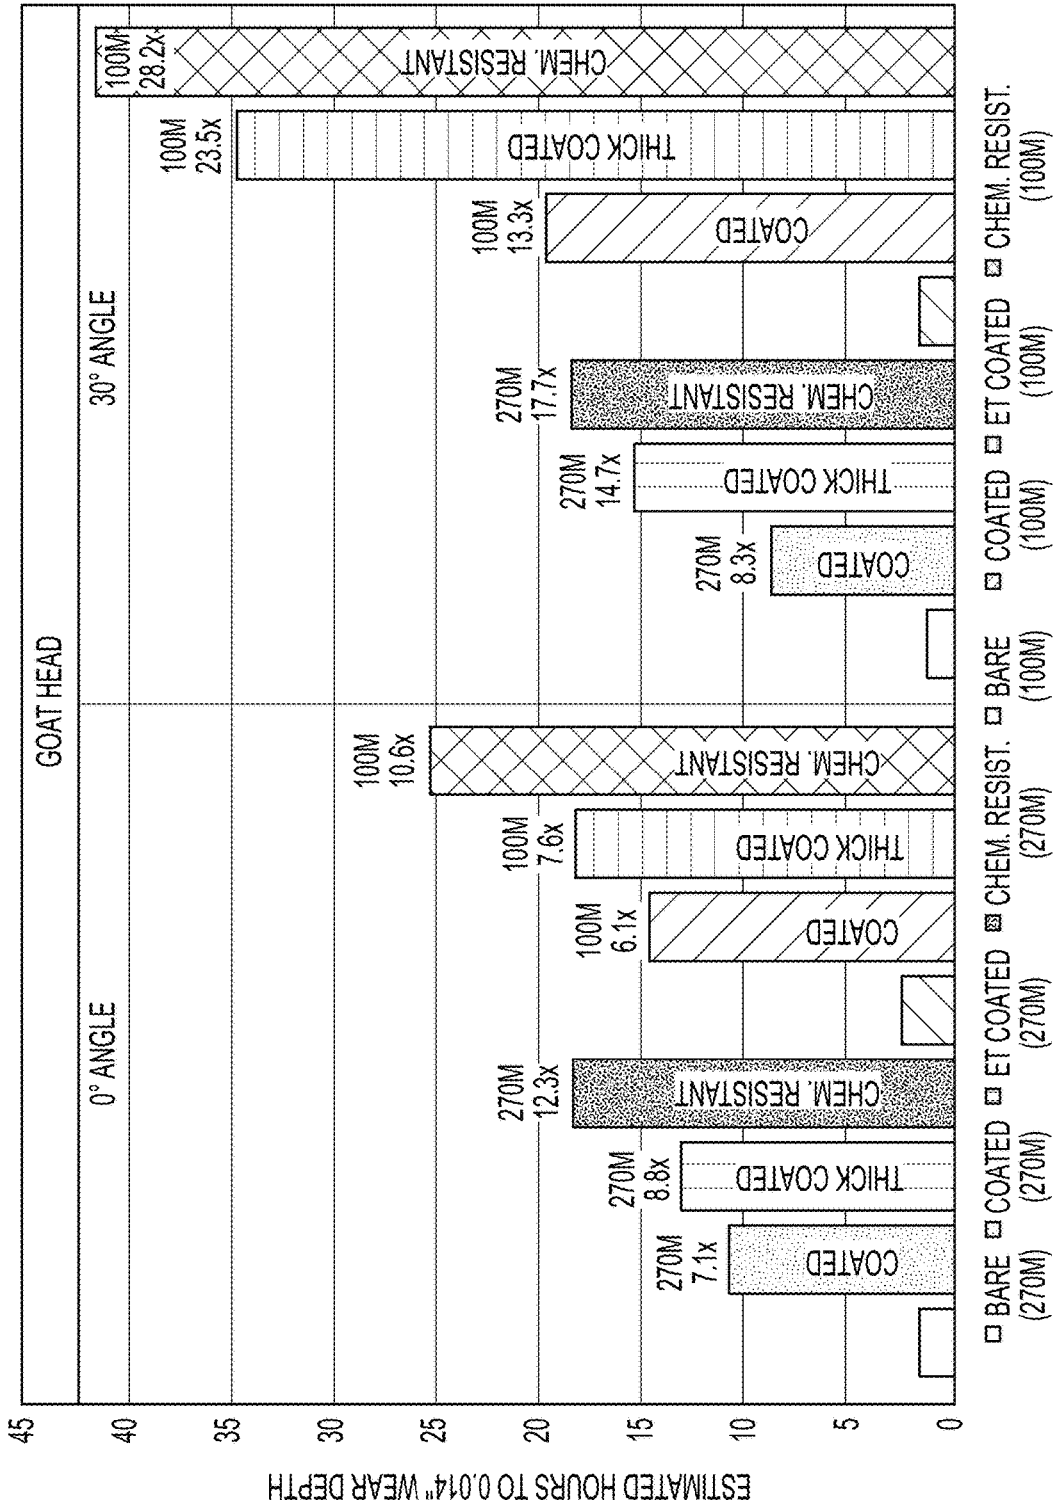 GOAT HEAD
0° ANGLE
30° ANGLE
ESTIMATED HOURS TO 0.014" WEAR DEPTH
45
40
35
30
25
20
15
10
5
0
270M
7.1x
COATED
270M
8.8x
THICK COATED
270M
12.3x
CHEM. RESISTANT
100M
6.1x
COATED
100M
7.6x
THICK COATED
100M
10.6x
CHEM. RESISTANT
270M
8.3x
COATED
270M
14.7x
THICK COATED
270M
17.7x
CHEM. RESISTANT
100M
13.3x
COATED
100M
23.5x
THICK COATED
100M
28.2x
CHEM. RESISTANT
BARE
(270M)
COATED
(270M)
ET COATED
(270M)
CHEM. RESIST.
(270M)
BARE
(100M)
COATED
(100M)
ET COATED
(100M)
CHEM. RESIST.
(100M)